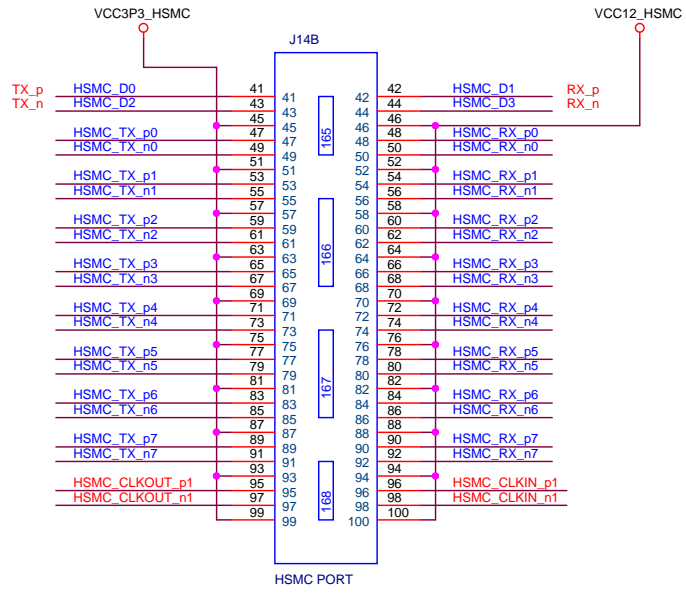 VCC3P3_HSMC VCC12_HSMC
J14B
TX_p HSMC_D0 41 41 42 42 HSMC_D1 RX_p
TX_n HSMC_D2 43 43 44 44 HSMC_D3 RX_n
45 45 46 46
HSMC_TX_p0 47 47 48 48 HSMC_RX_p0
HSMC_TX_n0 49 49 50 50 HSMC_RX_n0
165
51 51 52 52
HSMC_TX_p1 53 53 54 54 HSMC_RX_p1
HSMC_TX_n1 55 55 56 56 HSMC_RX_n1
57 57 58 58
HSMC_TX_p2 59 59 60 60 HSMC_RX_p2
HSMC_TX_n2 61 61 62 62 HSMC_RX_n2
166
63 63 64 64
HSMC_TX_p3 65 65 66 66 HSMC_RX_p3
HSMC_TX_n3 67 67 68 68 HSMC_RX_n3
69 69 70 70
HSMC_TX_p4 71 71 72 72 HSMC_RX_p4
HSMC_TX_n4 73 73 74 74 HSMC_RX_n4
75 75 76 76
HSMC_TX_p5 77 77 78 78 HSMC_RX_p5
HSMC_TX_n5 79 79 80 80 HSMC_RX_n5
167
81 81 82 82
HSMC_TX_p6 83 83 84 84 HSMC_RX_p6
HSMC_TX_n6 85 85 86 86 HSMC_RX_n6
87 87 88 88
HSMC_TX_p7 89 89 90 90 HSMC_RX_p7
HSMC_TX_n7 91 91 92 92 HSMC_RX_n7
93 93 94 94
HSMC_CLKOUT_p1 95 95 96 96 HSMC_CLKIN_p1
HSMC_CLKOUT_n1 97 97 98 98 HSMC_CLKIN_n1
168
99 99 100 100
HSMC PORT